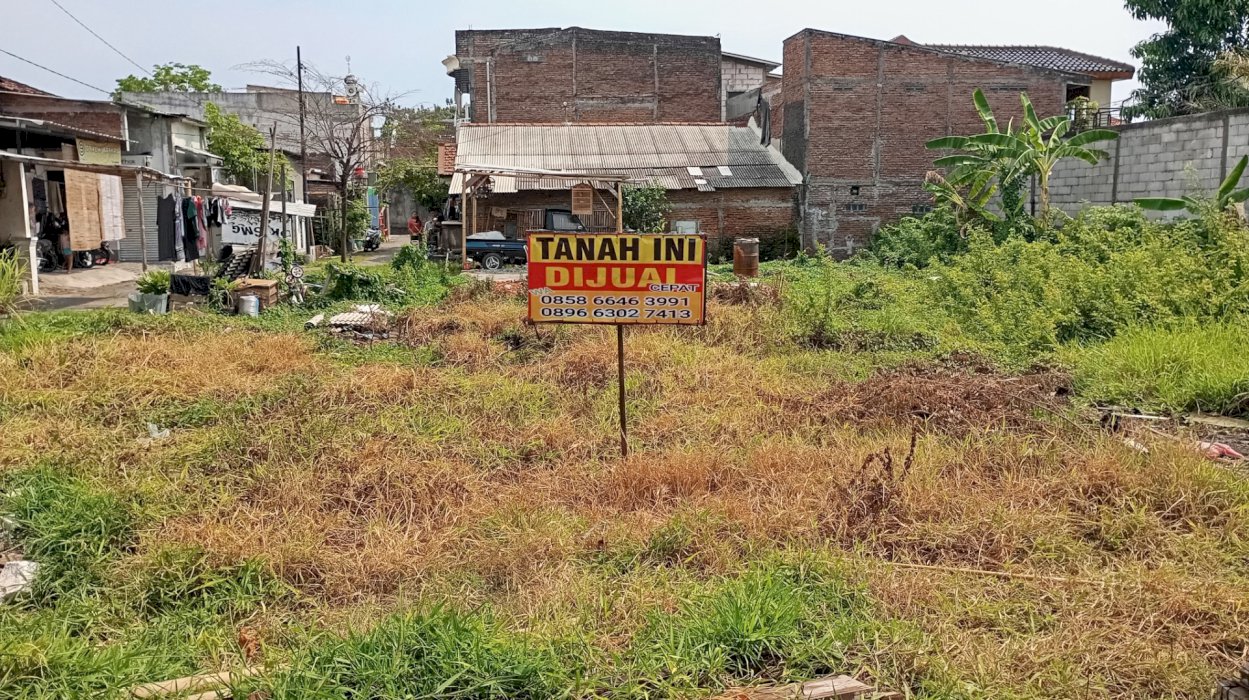 TANAH INI
DIJUAL
CEPAT
0858 6646 3991
0896 6302 7413